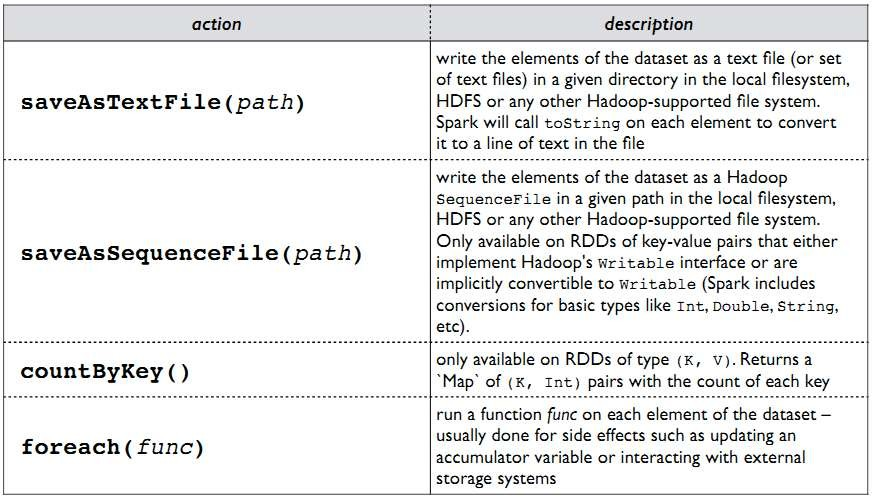 action
description
saveAsTextFile(path)
write the elements of the dataset as a text file (or set
of text files) in a given directory in the local filesystem,
HDFS or any other Hadoop-supported file system.
Spark will call toString on each element to convert
it to a line of text in the file
saveAsSequenceFile(path)
write the elements of the dataset as a Hadoop
SequenceFile in a given path in the local filesystem,
HDFS or any other Hadoop-supported file system.
Only available on RDDs of key-value pairs that either
implement Hadoop's Writable interface or are
implicitly convertible to Writable (Spark includes
conversions for basic types like Int, Double, String,
etc).
countByKey()
only available on RDDs of type (K, V). Returns a
`Map` of (K, Int) pairs with the count of each key
foreach(func)
run a function func on each element of the dataset –
usually done for side effects such as updating an
accumulator variable or interacting with external
storage systems